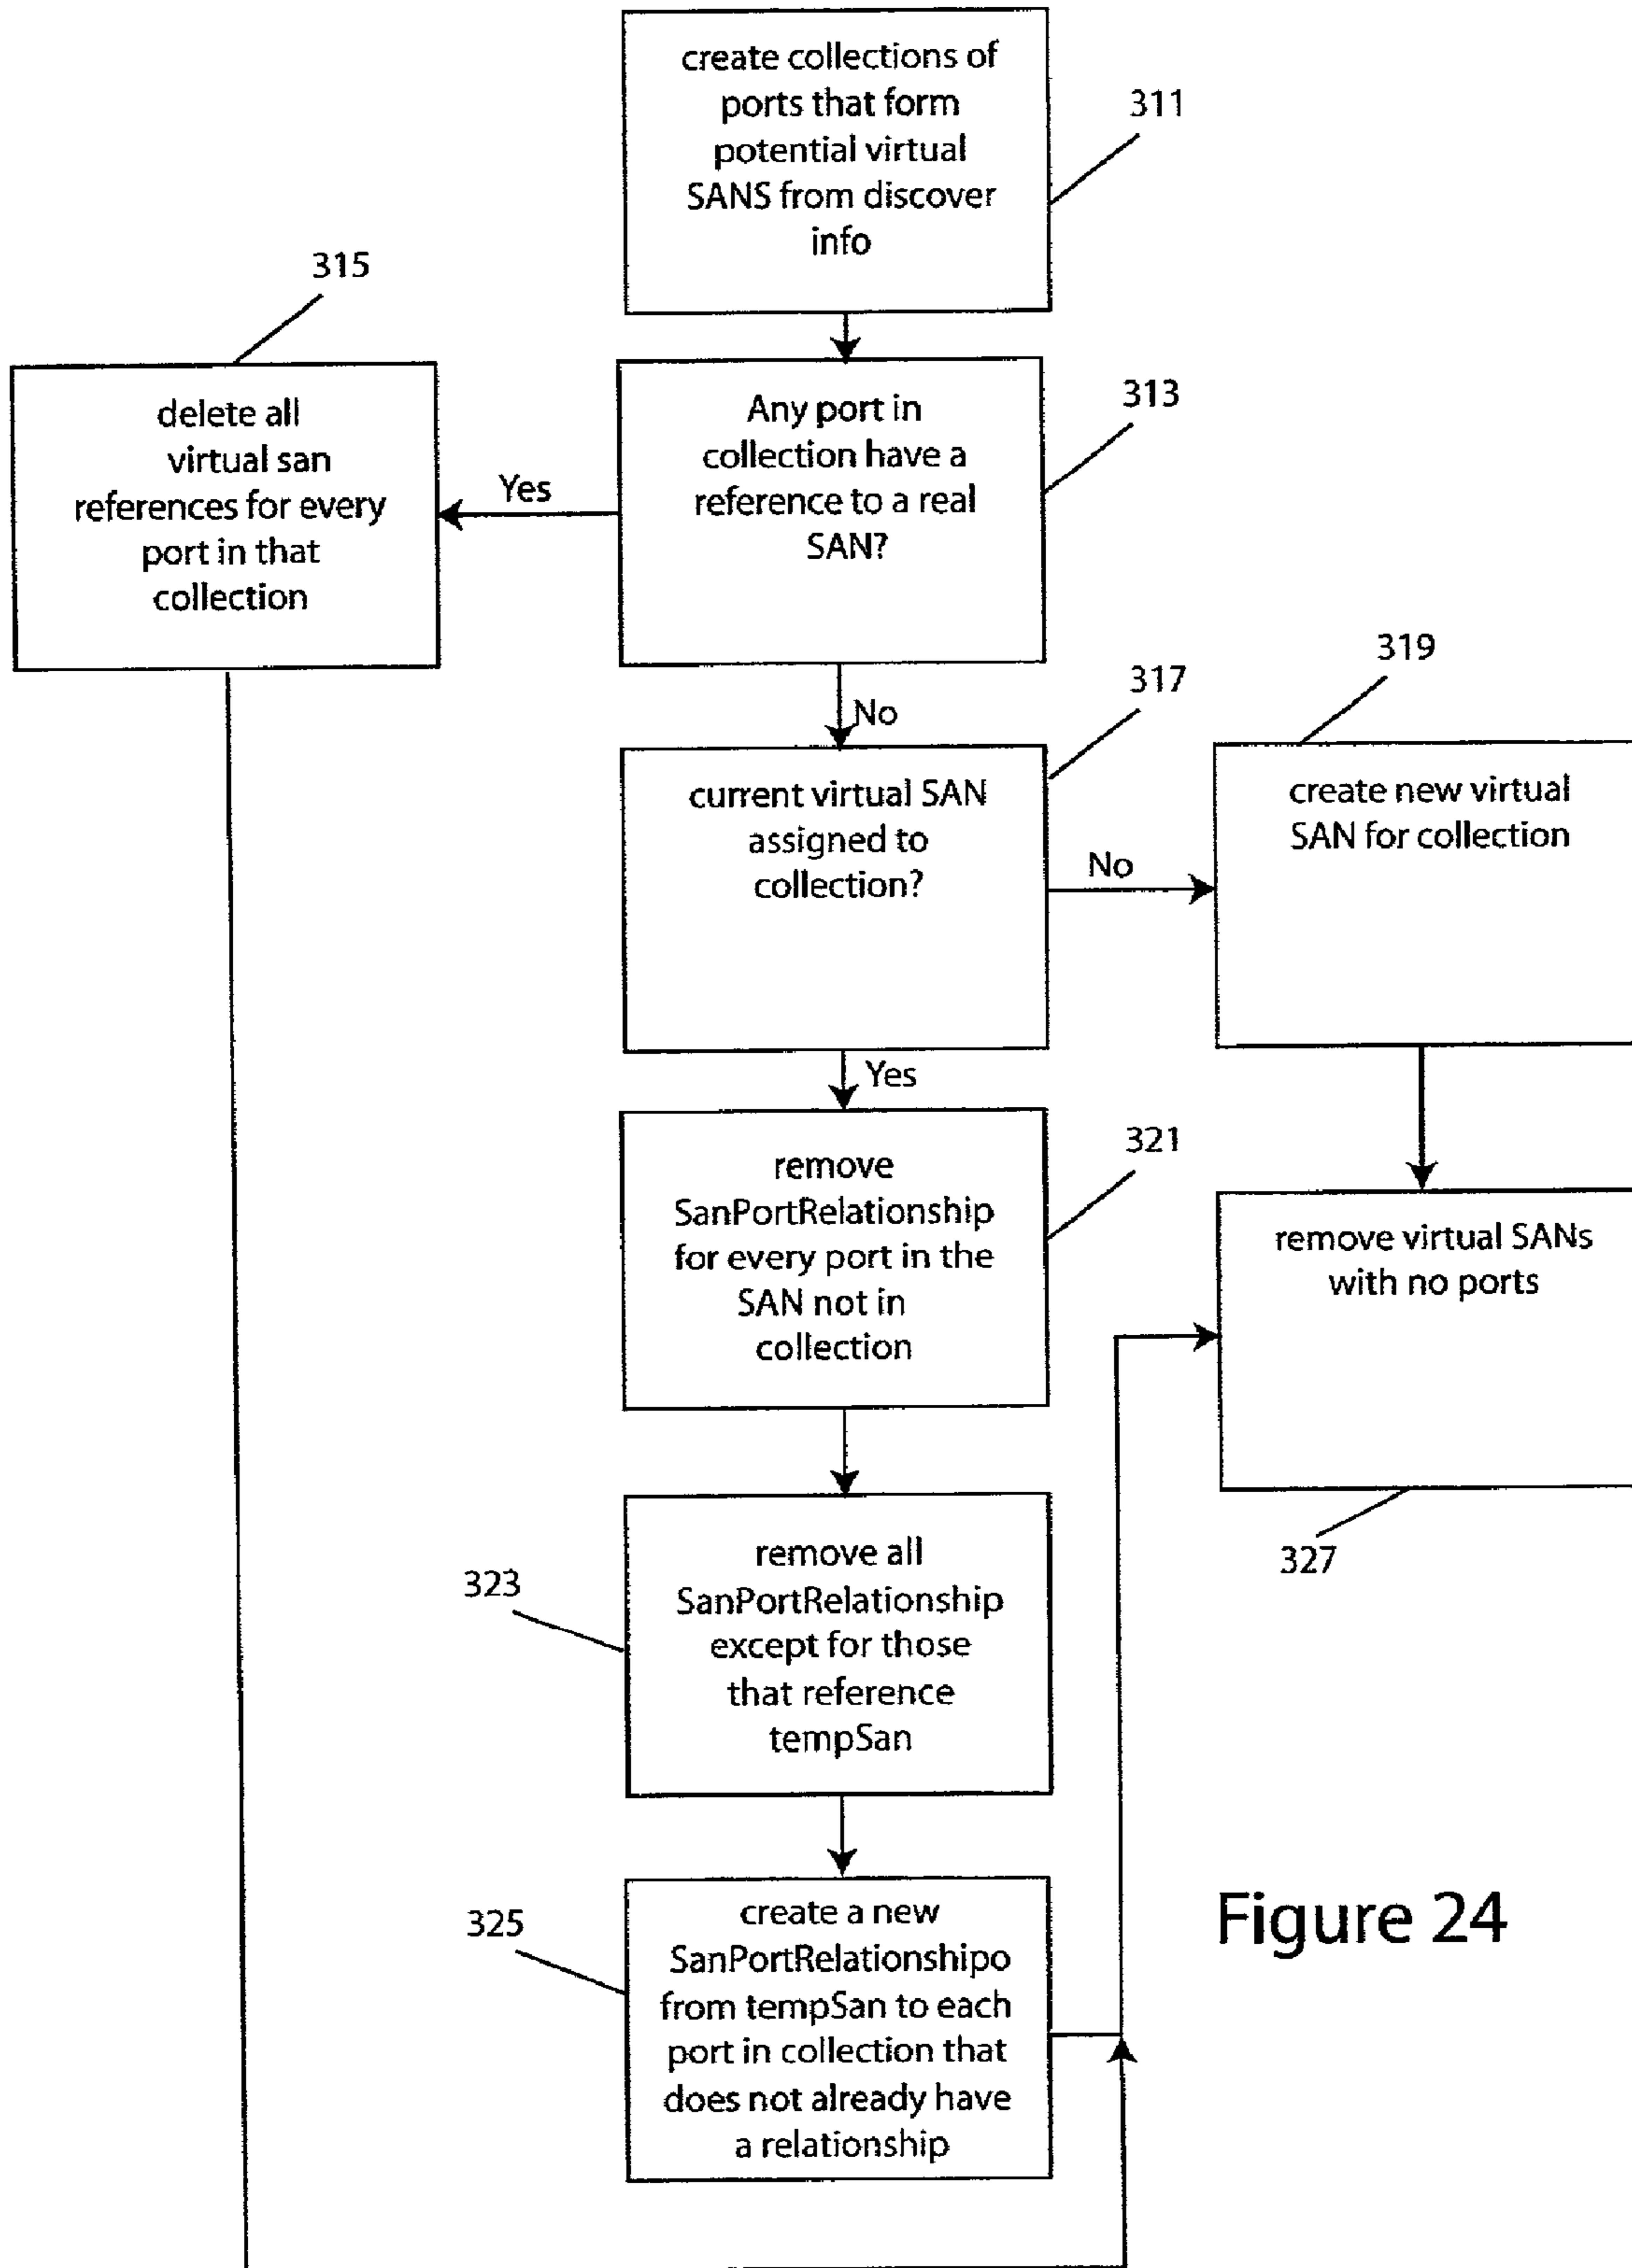 create collections of
ports that form
potential virtual
SANS from discover
info
311
315
delete all
virtual san
references for every
port in that
collection
Yes
Any port in
collection have a
reference to a real
SAN?
313
No
317
current virtual SAN
assigned to
collection?
No
319
create new virtual
SAN for collection
Yes
remove
SanPortRelationship
for every port in the
SAN not in
collection
321
remove virtual SANs
with no ports
327
323
remove all
SanPortRelationship
except for those
that reference
tempSan
325
create a new
SanPortRelationshipo
from tempSan to each
port in collection that
does not already have
a relationship
Figure 24